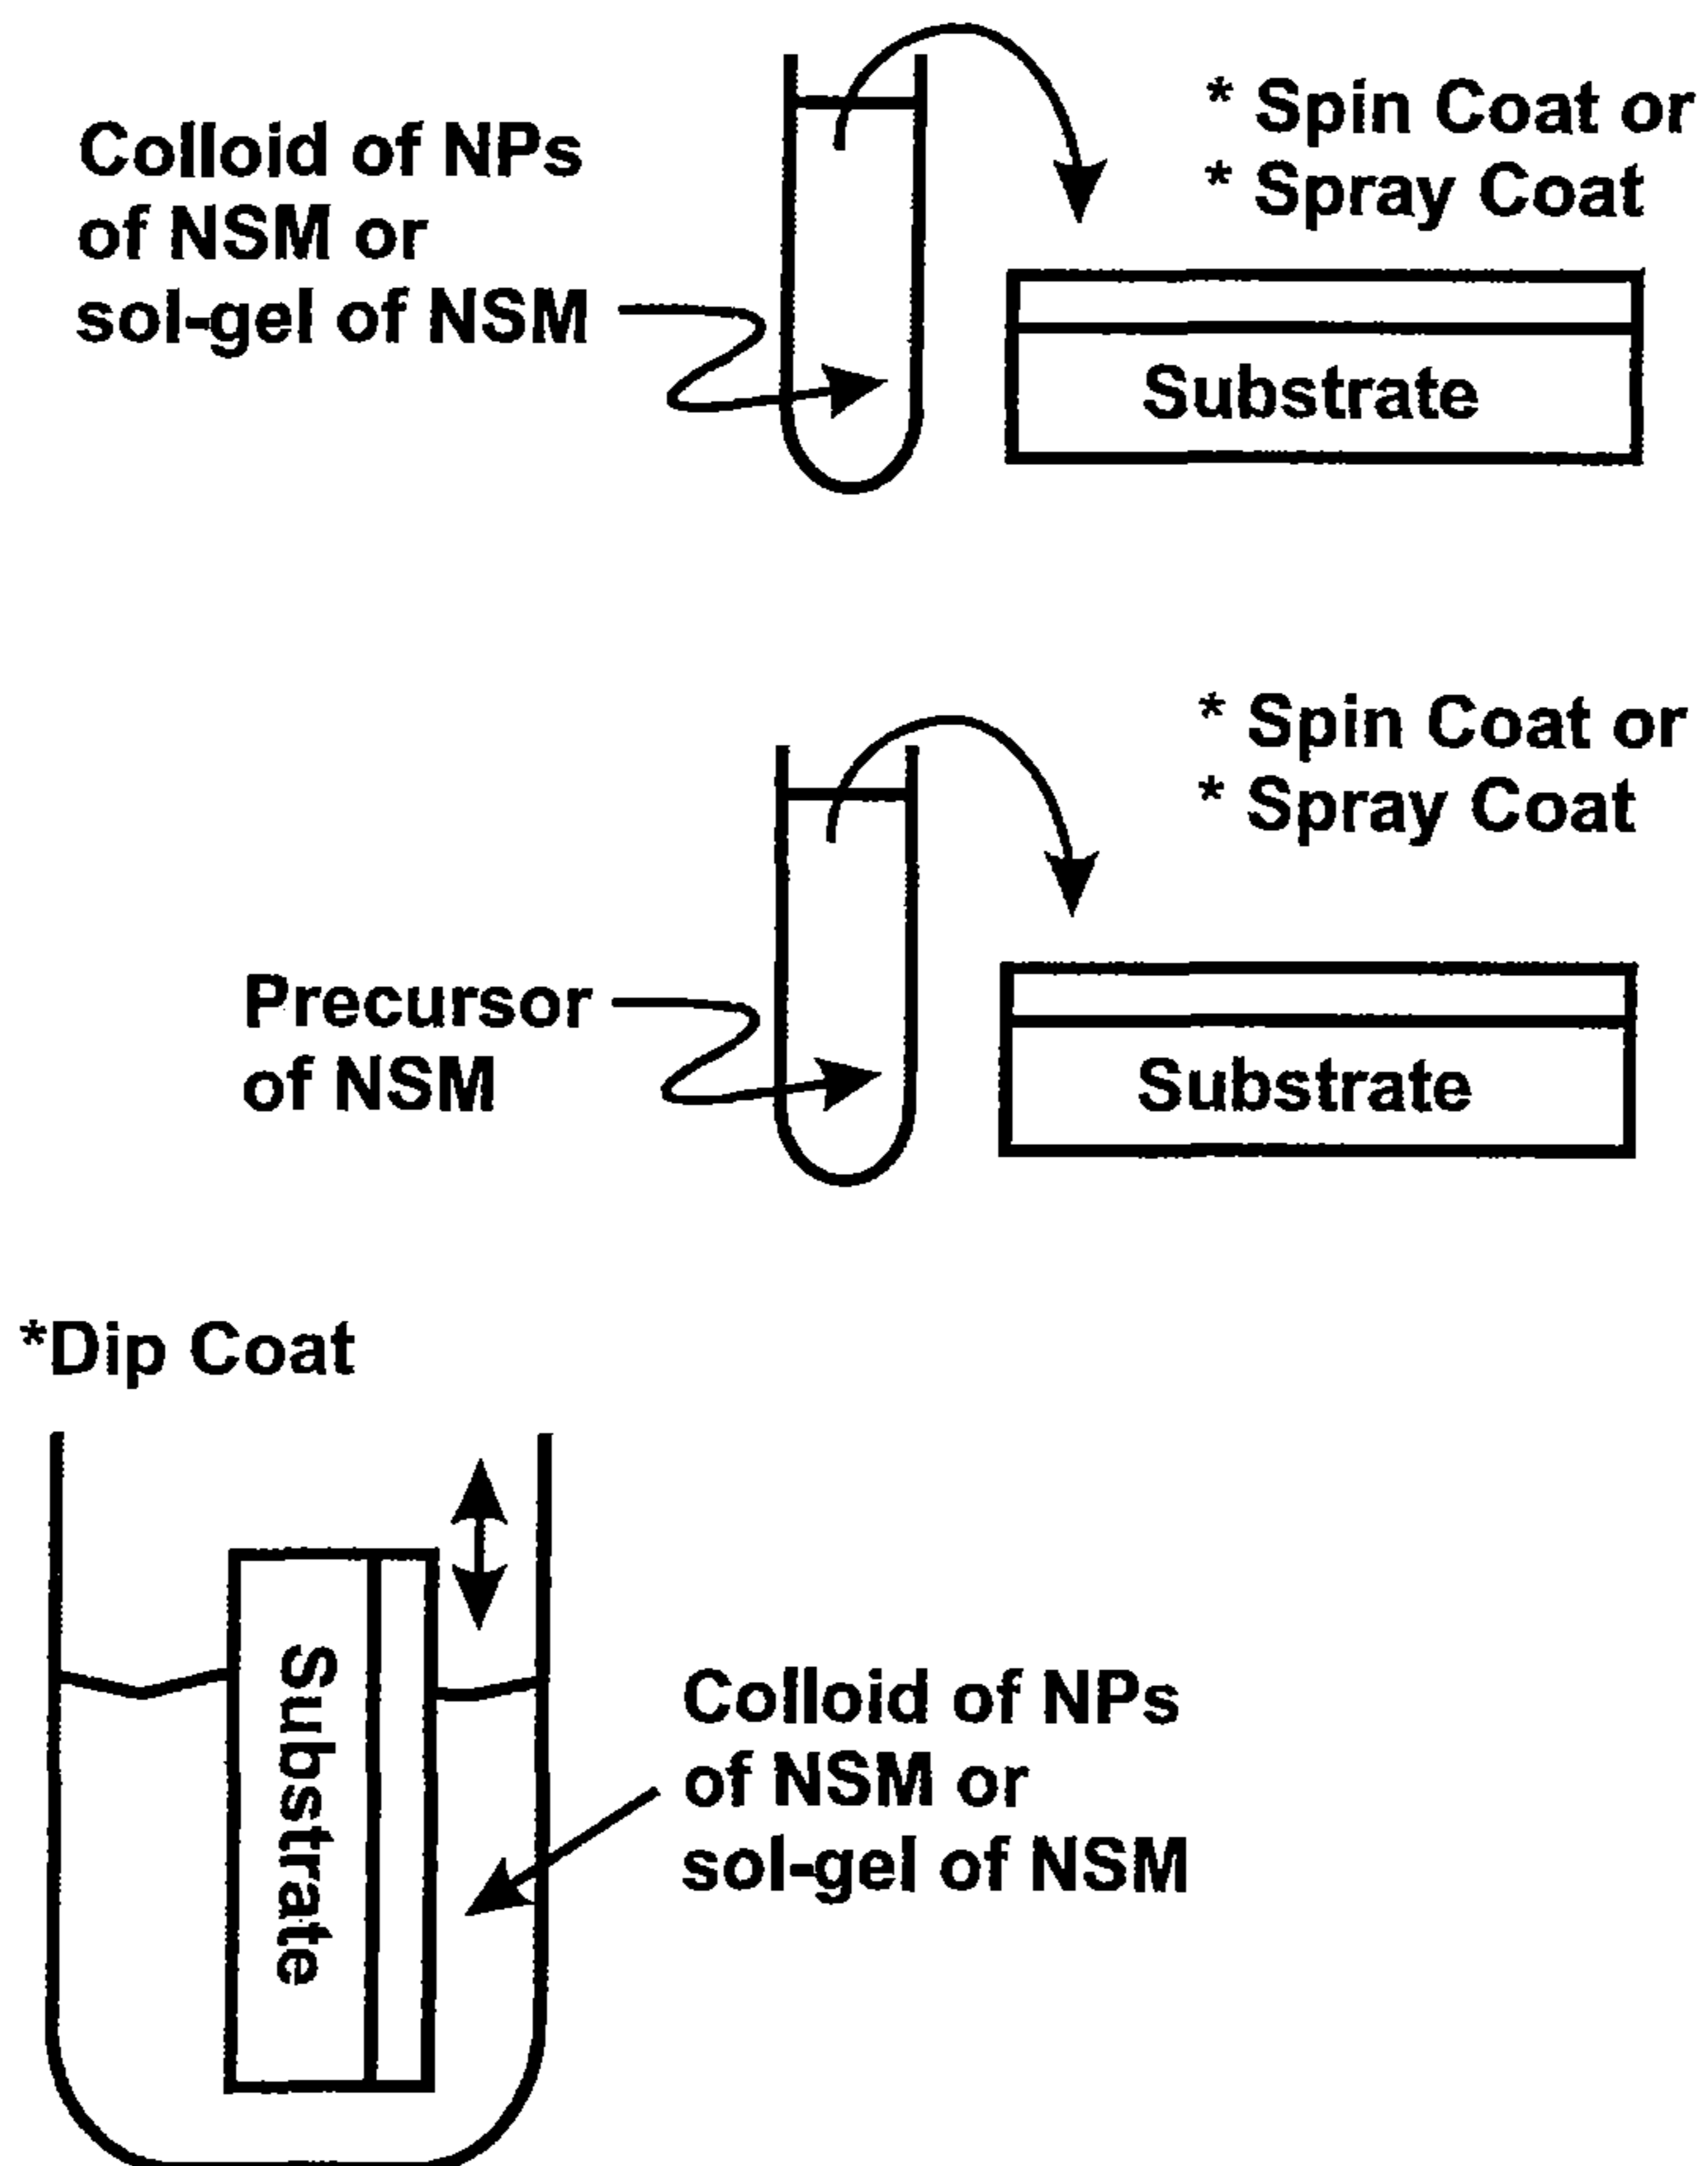 Colloid of NPs
of NSM or
sol-gel of NSM
* Spin Coat or
* Spray Coat
Substrate
* Spin Coat or
* Spray Coat
Precursor
of NSM
Substrate
*Dip Coat
Substrate
Colloid of NPs
of NSM or
sol-gel of NSM